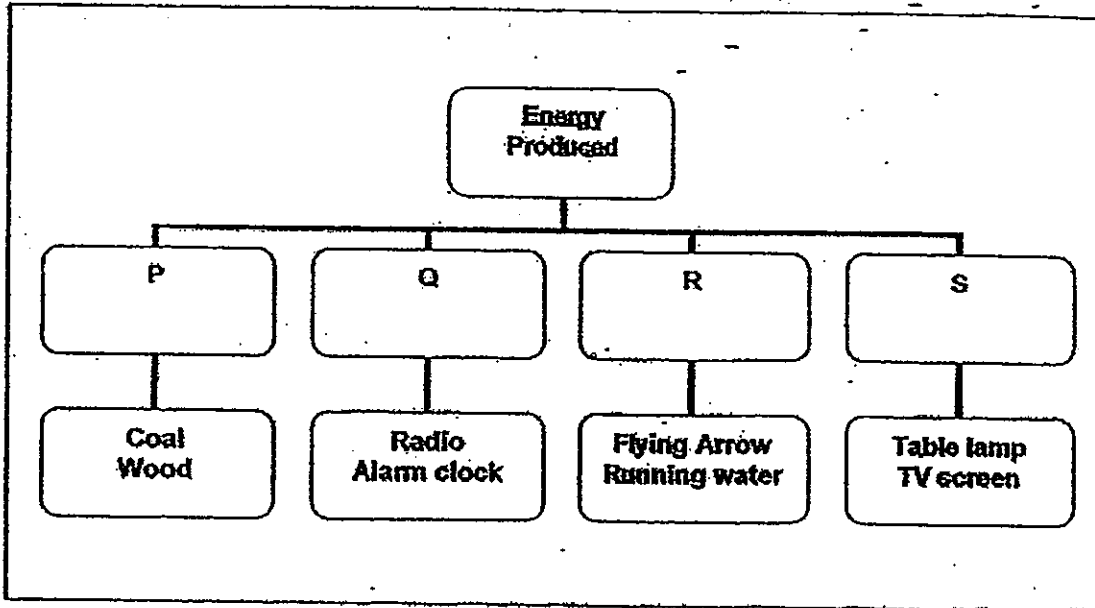 Energy
Produced
P
Q
R
S
Coal
Wood
Radio
Alarm clock
Flying Arrow
Running water
Table lamp
TV screen